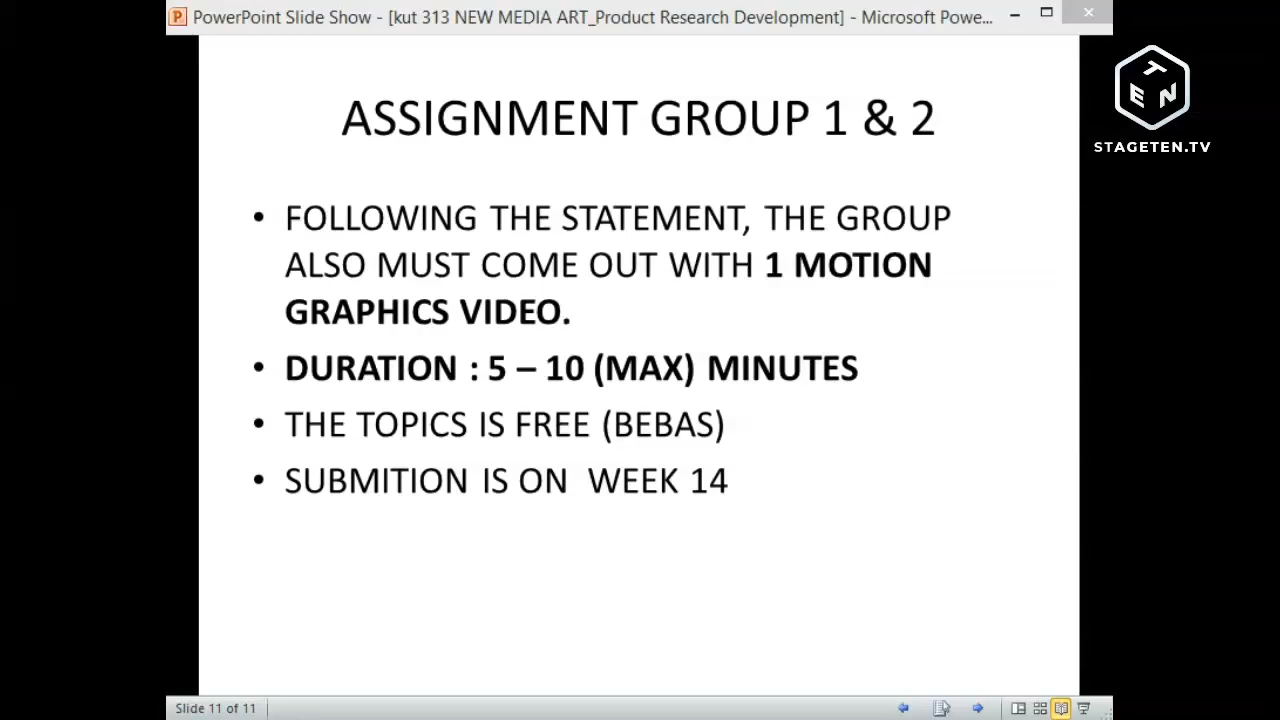 PowerPoint Slide Show - [kut 313 NEW MEDIA ART_Product Research Development] - Microsoft Powe...
TEN
STAGETEN.TV
ASSIGNMENT GROUP 1 & 2
• FOLLOWING THE STATEMENT, THE GROUP
ALSO MUST COME OUT WITH 1 MOTION
GRAPHICS VIDEO.
• DURATION : 5 – 10 (MAX) MINUTES
• THE TOPICS IS FREE (BEBAS)
• SUBMITION IS ON WEEK 14
Slide 11 of 11